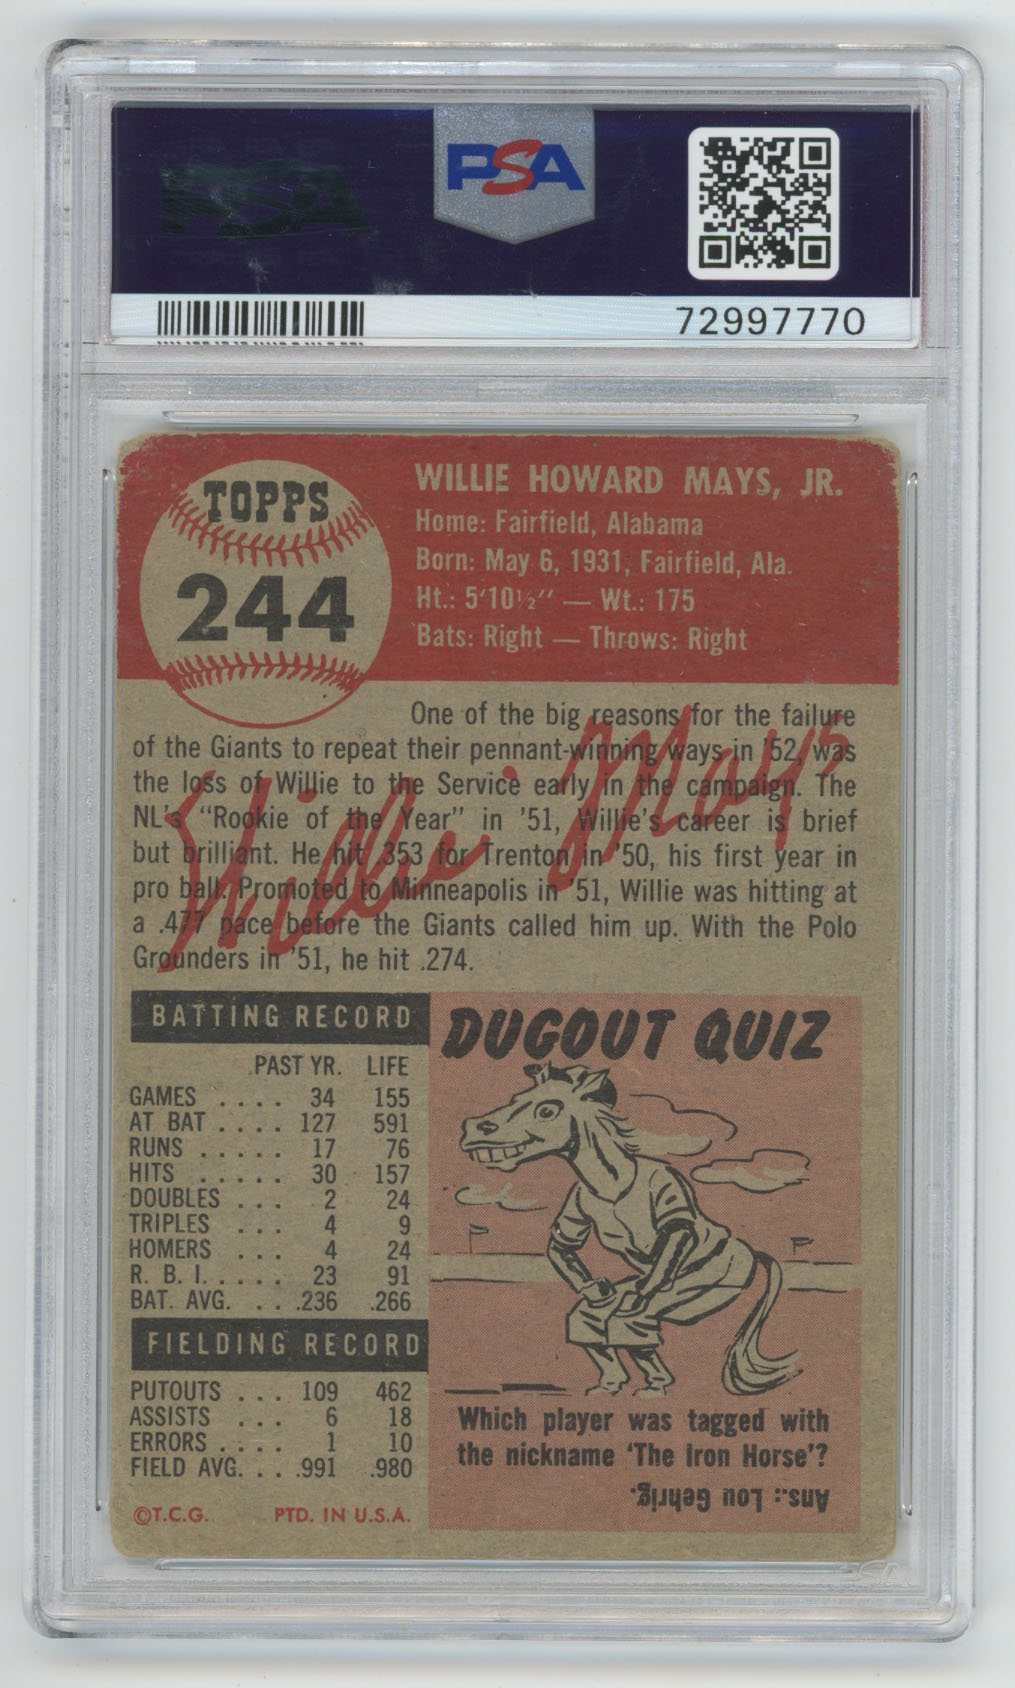 PSA
PSA
72997770
TOPPS
244
WILLIE HOWARD MAYS, JR.
Home: Fairfield, Alabama
Born: May 6, 1931, Fairfield, Ala.
Ht.: 5'10½" — Wt.: 175
Bats: Right — Throws: Right
One of the big reasons for the failure
of the Giants to repeat their pennant-winning ways in '52, was
the loss of Willie to the Service early in the campaign. The
NL's "Rookie of the Year" in '51, Willie's career is brief
but brilliant. He hit .353 for Trenton in '50, his first year in
pro ball. Promoted to Minneapolis in '51, Willie was hitting at
a .477 pace before the Giants called him up. With the Polo
Grounders in '51, he hit .274.
Willie Mays
BATTING RECORD
PAST YR. LIFE
GAMES . . . . 34 155
AT BAT . . . . 127 591
RUNS . . . . . 17 76
HITS . . . . . 30 157
DOUBLES . . . 2 24
TRIPLES . . . 4 9
HOMERS . . . 4 24
R. B. I. . . . . . 23 91
BAT. AVG. . . . .236 .266
FIELDING RECORD
PUTOUTS . . . 109 462
ASSISTS . . . 6 18
ERRORS . . . . 1 10
FIELD AVG. . . . .991 .980
©T.C.G. PTD. IN U.S.A.
DUGOUT QUIZ
Which player was tagged with
the nickname 'The Iron Horse'?
Ans.: Lou Gehrig.
PSA